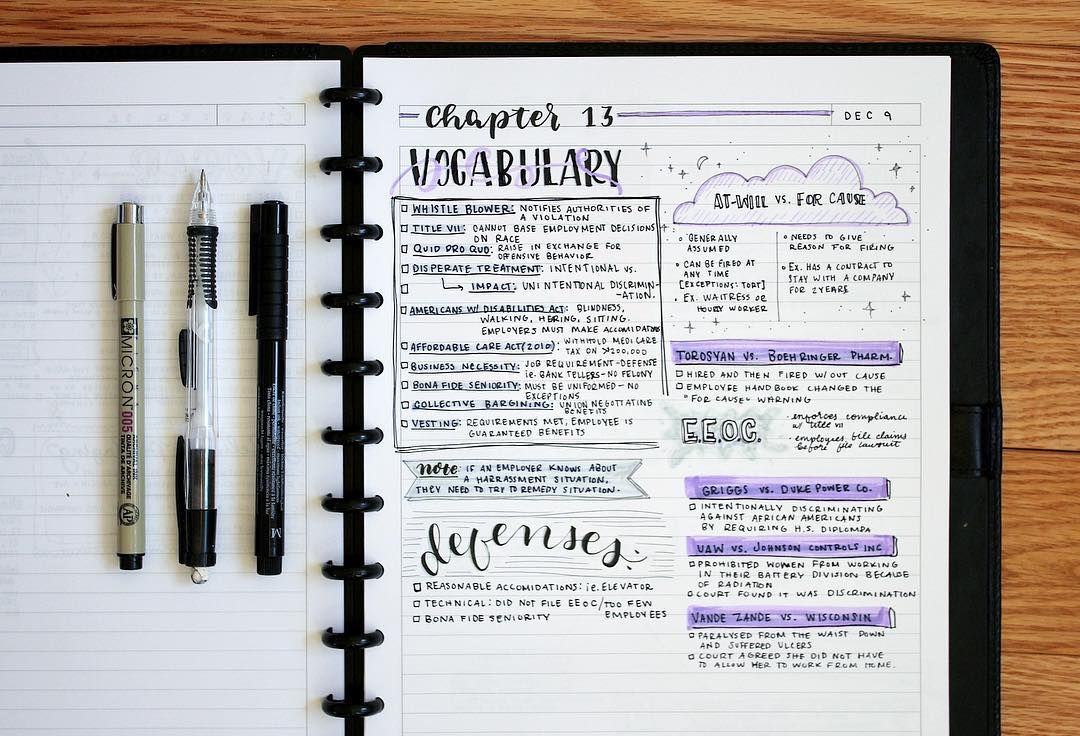 Chapter 13
DEC 9
VOCABULARY
WHISTLE BLOWER: NOTIFIES AUTHORITIES OF
A VIOLATION
TITLE VII: CANNOT BASE EMPLOYMENT DECISIONS
ON RACE
QUID PRO QUO: RAISE IN EXCHANGE FOR
OFFENSIVE BEHAVIOR
DISPERATE TREATMENT: INTENTIONAL VS.
IMPACT: UNINTENTIONAL DISCRIMIN-
-ATION.
AMERICANS W/ DISABILITIES ACT: BLINDNESS,
WALKING, HERING, SITTING.
EMPLOYERS MUST MAKE ACCOMIDATIONS
AFFORDABLE CARE ACT(2010): WITHHOLD MEDICARE
TAX ON >200,000
BUSINESS NECESSITY: JOB REQUIREMENT-DEFENSE
ie. BANK TELLERS-NO FELONY
BONA FIDE SENIORITY: MUST BE UNIFORMED-NO
EXCEPTIONS
COLLECTIVE BARGINING: UNION NEGOTIATING
BENEFITS
VESTING: REQUIREMENTS MET, EMPLOYEE IS
GUARANTEED BENEFITS
note: IF AN EMPLOYER KNOWS ABOUT
A HARRASSMENT SITUATION,
THEY NEED TO TRY TO REMEDY SITUATION.
defenses:
REASONABLE ACCOMIDATIONS: ie. ELEVATOR
TECHNICAL: DID NOT FILE EEOC/TOO FEW
EMPLOYEES
BONA FIDE SENIORITY
AT-WILL VS. FOR CAUSE
GENERALLY
ASSUMED
CAN BE FIRED AT
ANY TIME
[EXCEPTIONS: TORT]
EX. WAITRESS OR
HOURLY WORKER
NEEDS TO GIVE
REASON FOR FIRING
EX. HAS A CONTRACT TO
STAY WITH A COMPANY
FOR 2 YEARS
TOROSYAN VS. BOEHRINGER PHARM.
HIRED AND THEN FIRED W/OUT CAUSE
EMPLOYEE HANDBOOK CHANGED THE
"FOR CAUSE" WARNING
E.E.O.C.
enforces compliance
w/ title VII
employees file claims
before file lawsuit
GRIGGS VS. DUKE POWER CO.
INTENTIONALLY DISCRIMINATING
AGAINST AFRICAN AMERICANS
BY REQUIRING H.S. DIPLOMA
UAW VS. JOHNSON CONTROLS INC
PROHIBITED WOMEN FROM WORKING
IN THEIR BATTERY DIVISION BECAUSE
OF RADIATION
COURT FOUND IT WAS DISCRIMINATION
VANDE ZANDE VS. WISCONSIN
PARALYSED FROM THE WAIST DOWN
AND SUFFERED ULCERS
COURT AGREED SHE DID NOT HAVE
TO ALLOW HER TO WORK FROM HOME.
MICRON 005